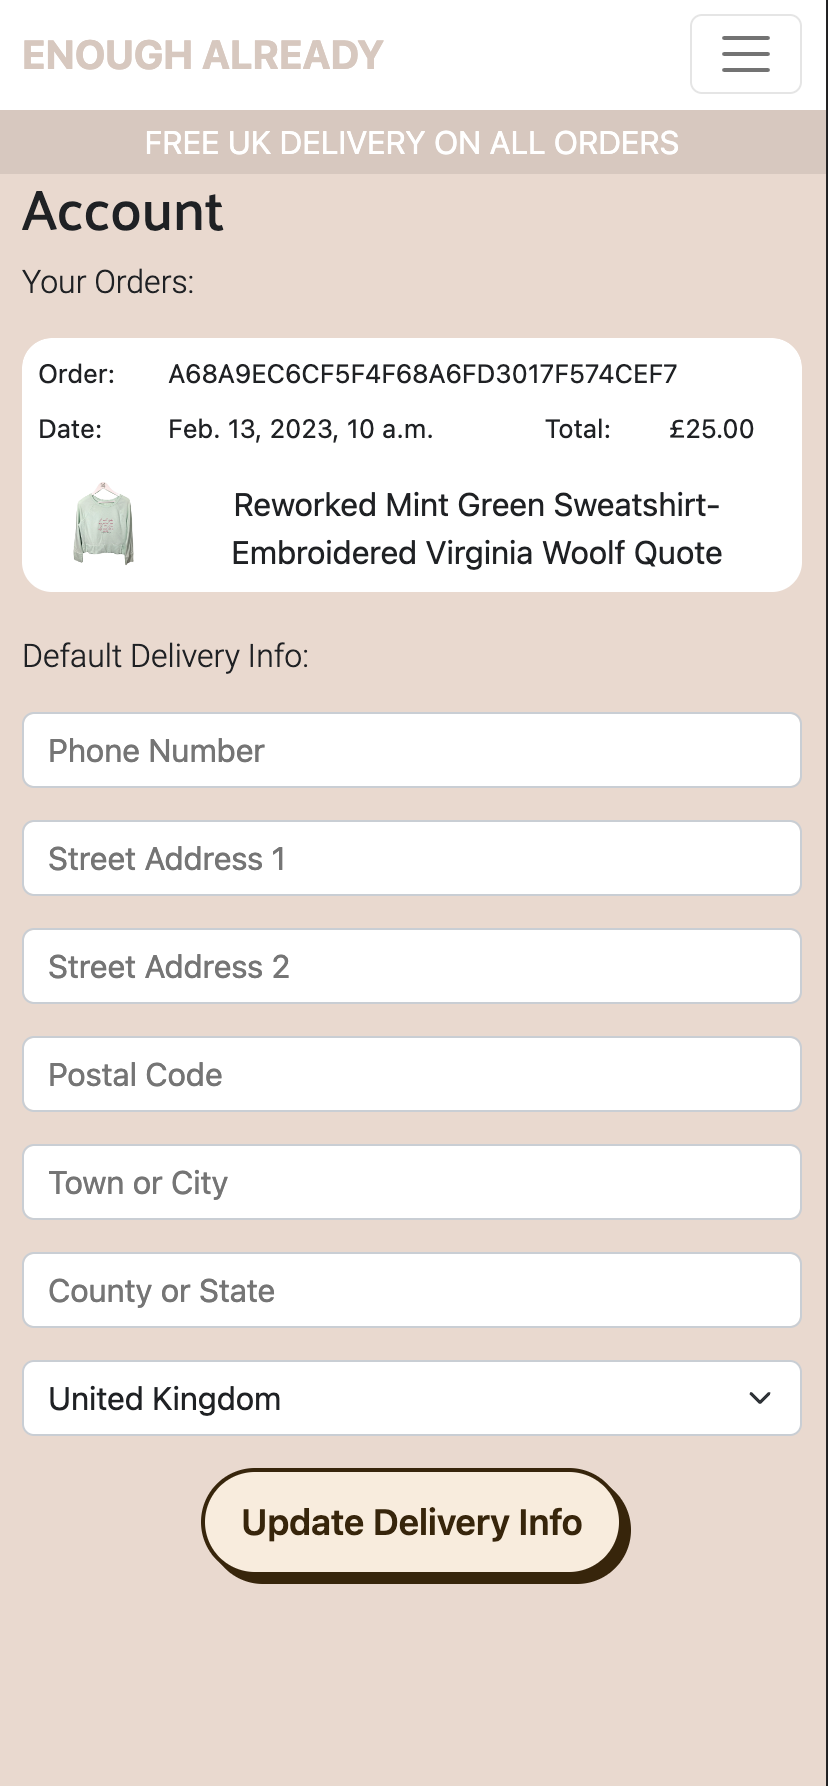 ENOUGH ALREADY
FREE UK DELIVERY ON ALL ORDERS
Account
Your Orders:
Order: A68A9EC6CF5F4F68A6FD3017F574CEF7
Date: Feb. 13, 2023, 10 a.m. Total: £25.00
Reworked Mint Green Sweatshirt-
Embroidered Virginia Woolf Quote
Default Delivery Info:
Phone Number
Street Address 1
Street Address 2
Postal Code
Town or City
County or State
United Kingdom
Update Delivery Info